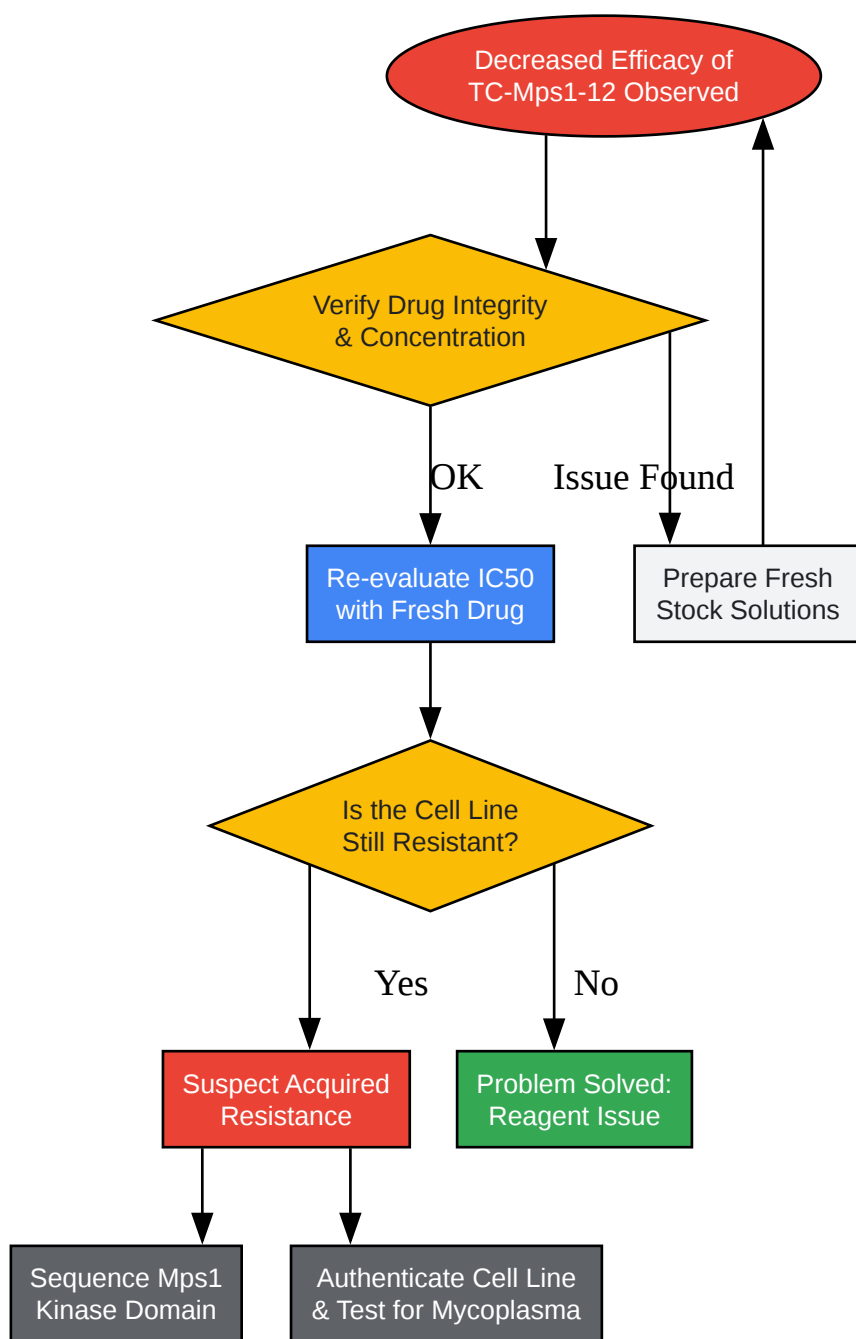 Decreased Efficacy of
TC-Mps1-12 Observed
Verify Drug Integrity
& Concentration
OK
Issue Found
Re-evaluate IC50
with Fresh Drug
Prepare Fresh
Stock Solutions
Is the Cell Line
Still Resistant?
Yes
No
Suspect Acquired
Resistance
Problem Solved:
Reagent Issue
Sequence Mps1
Kinase Domain
Authenticate Cell Line
& Test for Mycoplasma